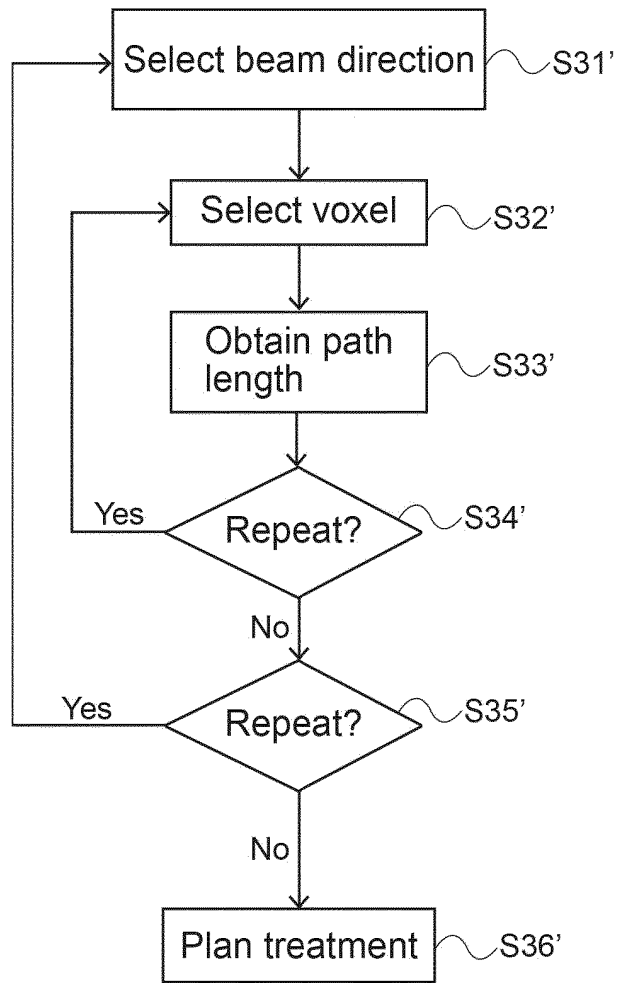 Select beam direction
S31’
Select voxel
S32’
Obtain path
length
S33’
Yes
Repeat?
S34’
No
Yes
Repeat?
S35’
No
Plan treatment
S36’